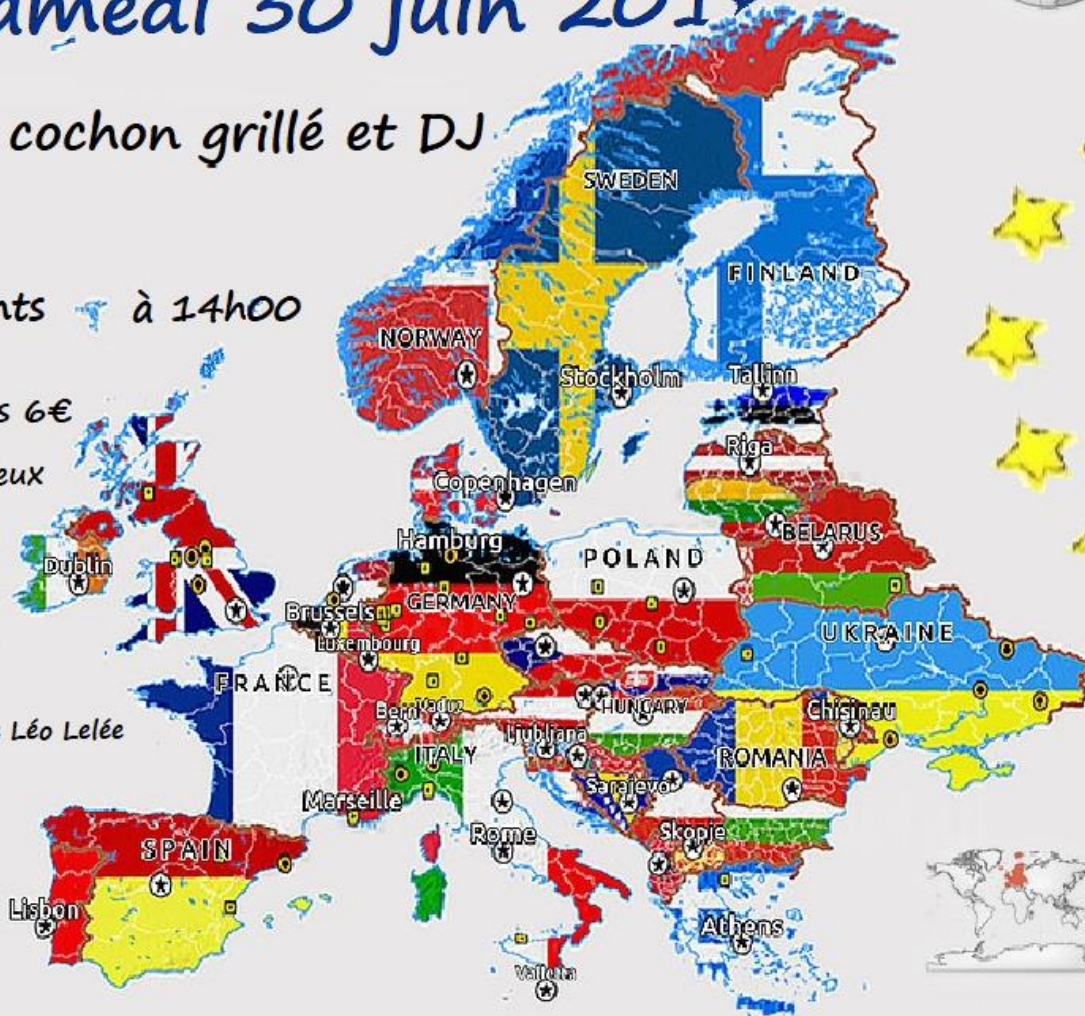 samedi 30 juin 201
cochon grillé et DJ
SWEDEN
FINLAND
nts à 14h00
NORWAY
Stockholm
Tallinn
s 6€
Riga
eux
Copenhagen
BELARUS
Hamburg
POLAND
Dublin
GERMANY
Brussels
UKRAINE
Luxembourg
FRANCE
HUNGARY
Bern Vaduz
Chisinau
Léo Lelée
Ljubljana
ITALY
ROMANIA
Sarajevo
Marseille
Rome
Skopje
SPAIN
Lisbon
Athens
Valletta